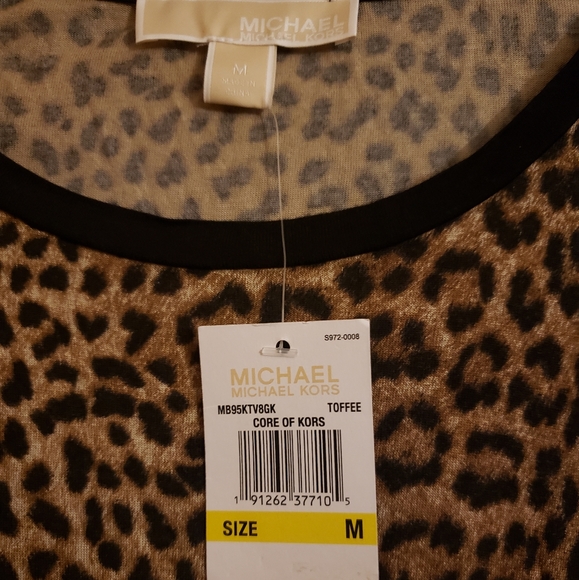 MICHAEL
MICHAEL KORS
M
S972-0008
MICHAEL
MICHAEL KORS
MB95KTV8GK TOFFEE
CORE OF KORS
1 91262 37710 5
SIZE M